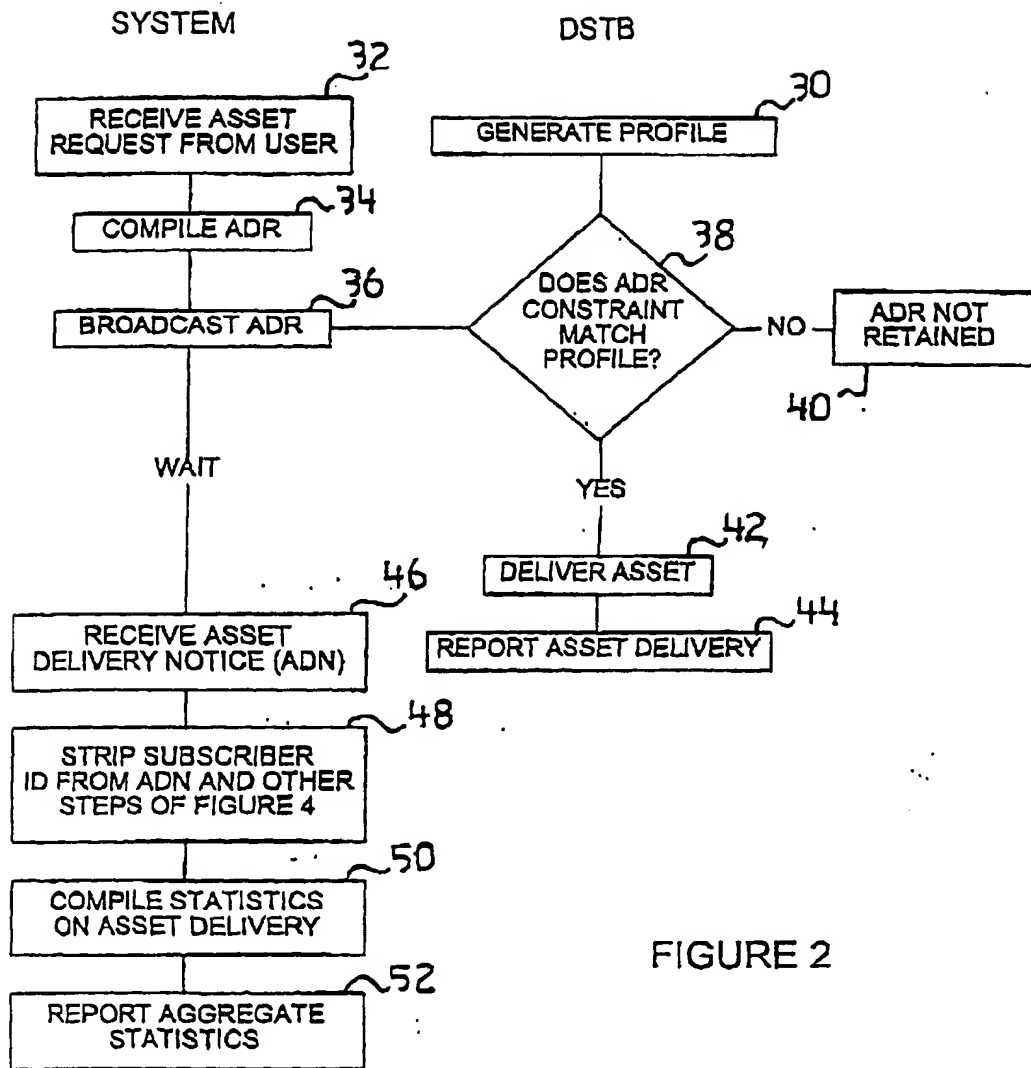 SYSTEM
DSTB
32
RECEIVE ASSET
REQUEST FROM USER
34
COMPILE ADR
36
BROADCAST ADR
30
GENERATE PROFILE
38
DOES ADR
CONSTRAINT
MATCH
PROFILE?
NO
ADR NOT
RETAINED
40
WAIT
YES
42
DELIVER ASSET
44
REPORT ASSET DELIVERY
46
RECEIVE ASSET
DELIVERY NOTICE (ADN)
48
STRIP SUBSCRIBER
ID FROM ADN AND OTHER
STEPS OF FIGURE 4
50
COMPILE STATISTICS
ON ASSET DELIVERY
52
REPORT AGGREGATE
STATISTICS
FIGURE 2